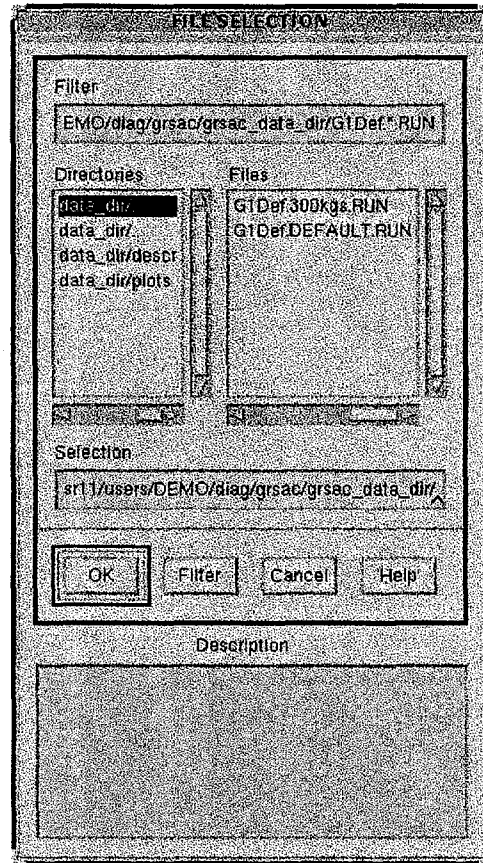 FILE SELECTION
Filter
EMO/diag/grsac/grsac_data_dir/G1Def.*.RUN
Directories
data_dir/.
data_dir/..
data_dir/descr
data_dir/plots
Files
G1Def.300kgs.RUN
G1Def.DEFAULT.RUN
Selection
sr11/users/DEMO/diag/grsac/grsac_data_dir/
OK
Filter
Cancel
Help
Description